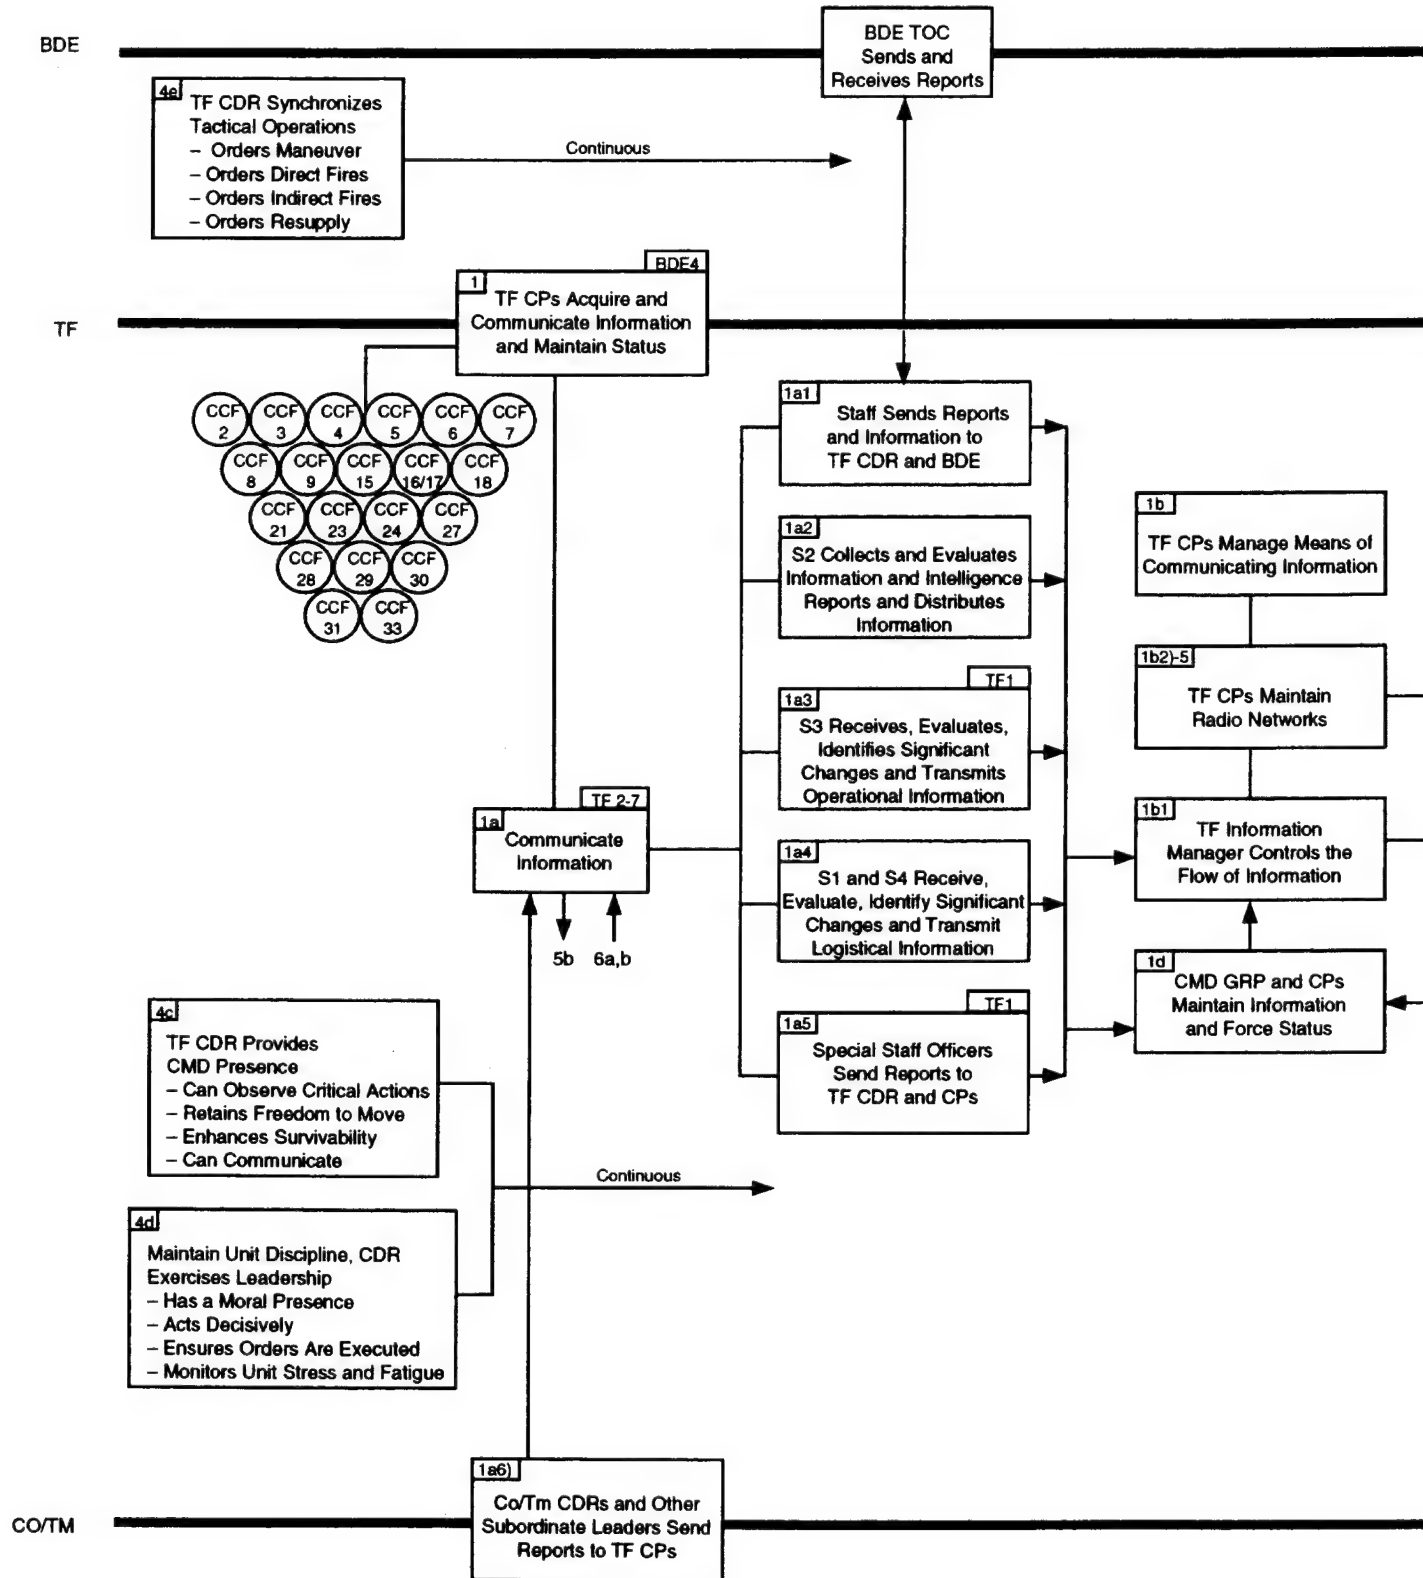 BDE
BDE TOC
Sends and
Receives Reports
4e
TF CDR Synchronizes
Tactical Operations
– Orders Maneuver
– Orders Direct Fires
– Orders Indirect Fires
– Orders Resupply
Continuous
BDE4
1
TF CPs Acquire and
Communicate Information
and Maintain Status
TF
CCF
2
CCF
3
CCF
4
CCF
5
CCF
6
CCF
7
CCF
8
CCF
9
CCF
15
CCF
16/17
CCF
18
CCF
21
CCF
23
CCF
24
CCF
27
CCF
28
CCF
29
CCF
30
CCF
31
CCF
33
1a1
Staff Sends Reports
and Information to
TF CDR and BDE
1a2
S2 Collects and Evaluates
Information and Intelligence
Reports and Distributes
Information
TF1
1a3
S3 Receives, Evaluates,
Identifies Significant
Changes and Transmits
Operational Information
1a4
S1 and S4 Receive,
Evaluate, Identify Significant
Changes and Transmit
Logistical Information
TF1
1a5
Special Staff Officers
Send Reports to
TF CDR and CPs
1b
TF CPs Manage Means of
Communicating Information
1b2)-5
TF CPs Maintain
Radio Networks
1b1
TF Information
Manager Controls the
Flow of Information
1d
CMD GRP and CPs
Maintain Information
and Force Status
TF 2-7
1a
Communicate
Information
5b
6a,b
4c
TF CDR Provides
CMD Presence
– Can Observe Critical Actions
– Retains Freedom to Move
– Enhances Survivability
– Can Communicate
Continuous
4d
Maintain Unit Discipline, CDR
Exercises Leadership
– Has a Moral Presence
– Acts Decisively
– Ensures Orders Are Executed
– Monitors Unit Stress and Fatigue
1a6)
Co/Tm CDRs and Other
Subordinate Leaders Send
Reports to TF CPs
CO/TM